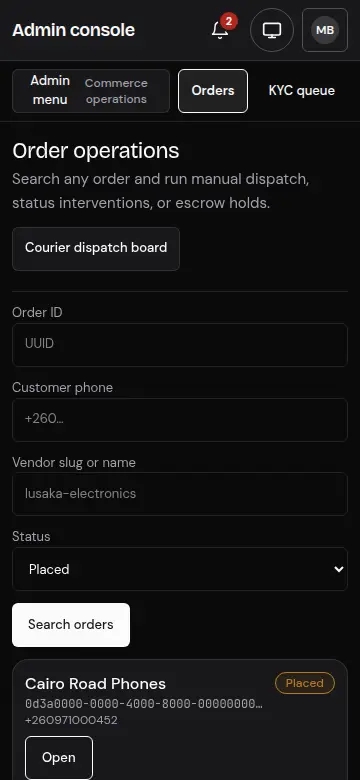 Admin console
2
MB
Admin menu
Commerce operations
Orders
KYC queue
Order operations
Search any order and run manual dispatch,
status interventions, or escrow holds.
Courier dispatch board
Order ID
UUID
Customer phone
+260…
Vendor slug or name
lusaka-electronics
Status
Placed
Search orders
Cairo Road Phones
Placed
0d3a0000-0000-4000-8000-00000000…
+260971000452
Open